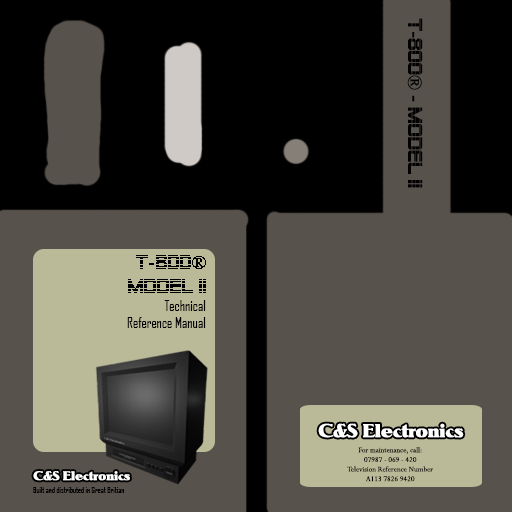 T-800® - MODEL II
T-800®
MODEL II
Technical
Reference Manual
C&S Electronics
Built and distributed in Great Britian
C&S Electronics
For maintenance, call:
07987 - 069 - 420
Television Reference Number
A113 7826 9420